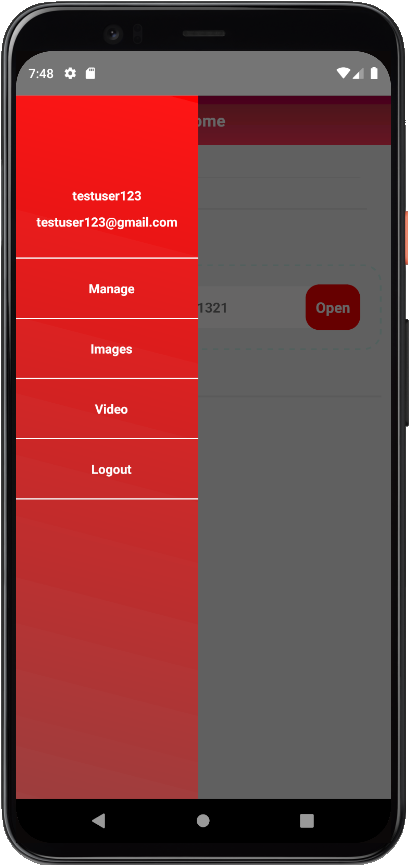 7:48
ome
testuser123
testuser123@gmail.com
Manage
1321
Open
Images
Video
Logout